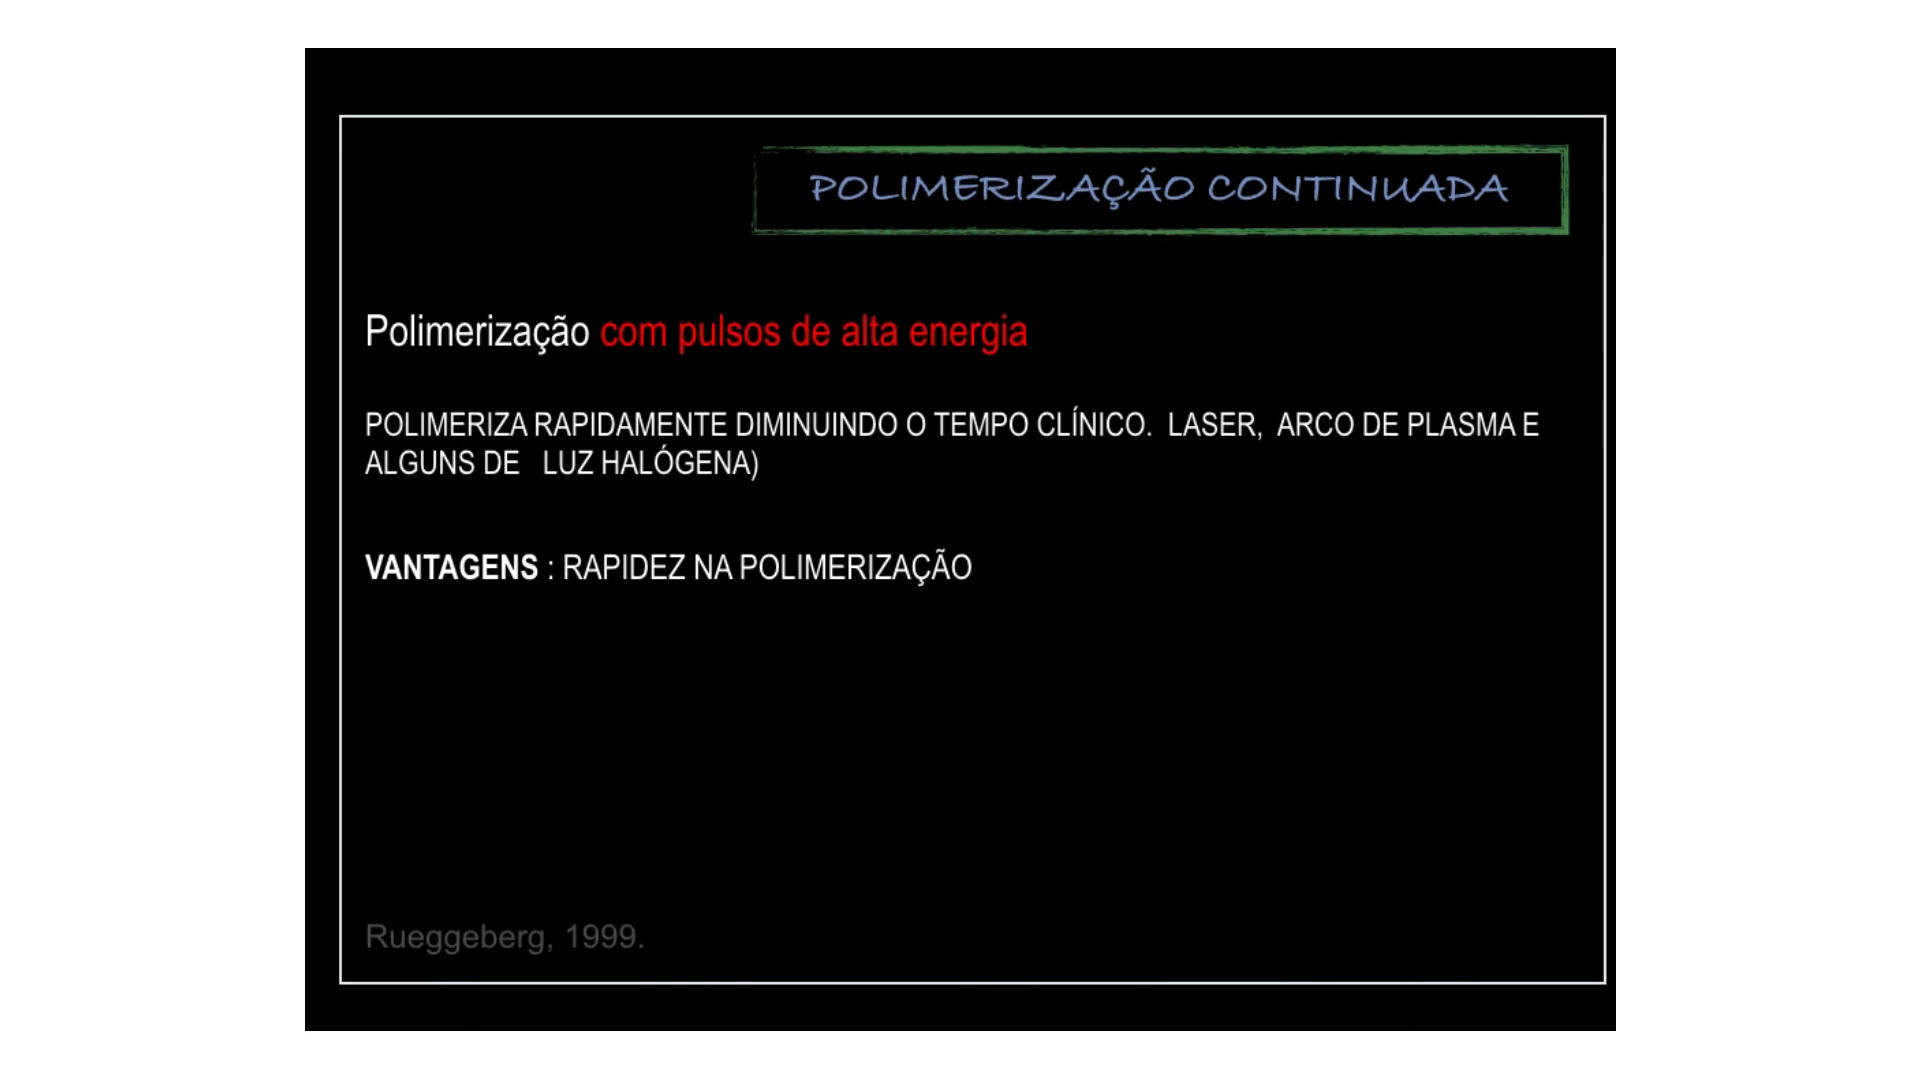 POLIMERIZAÇÃO CONTINUADA
Polimerização com pulsos de alta energia
POLIMERIZA RAPIDAMENTE DIMINUINDO O TEMPO CLÍNICO. LASER, ARCO DE PLASMA E
ALGUNS DE LUZ HALÓGENA)
VANTAGENS : RAPIDEZ NA POLIMERIZAÇÃO
Rueggeberg, 1999.